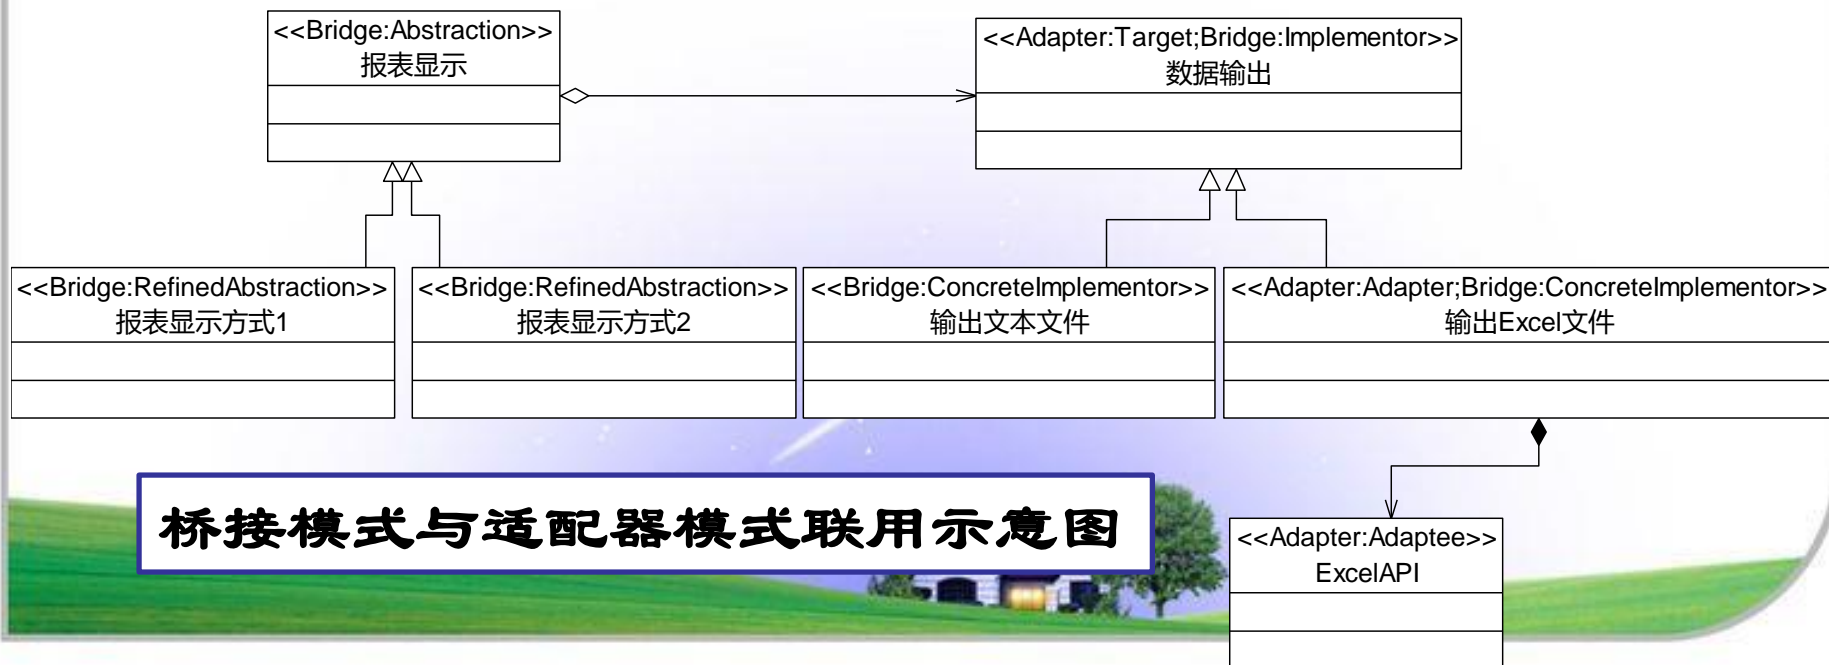 <<Bridge:Abstraction>>
报表显示
<<Adapter:Target;Bridge:Implementor>>
数据输出
<<Bridge:RefinedAbstraction>>
报表显示方式1
<<Bridge:RefinedAbstraction>>
报表显示方式2
<<Bridge:ConcreteImplementor>>
输出文本文件
<<Adapter:Adapter;Bridge:ConcreteImplementor>>
输出Excel文件
桥接模式与适配器模式联用示意图
<<Adapter:Adaptee>>
ExcelAPI